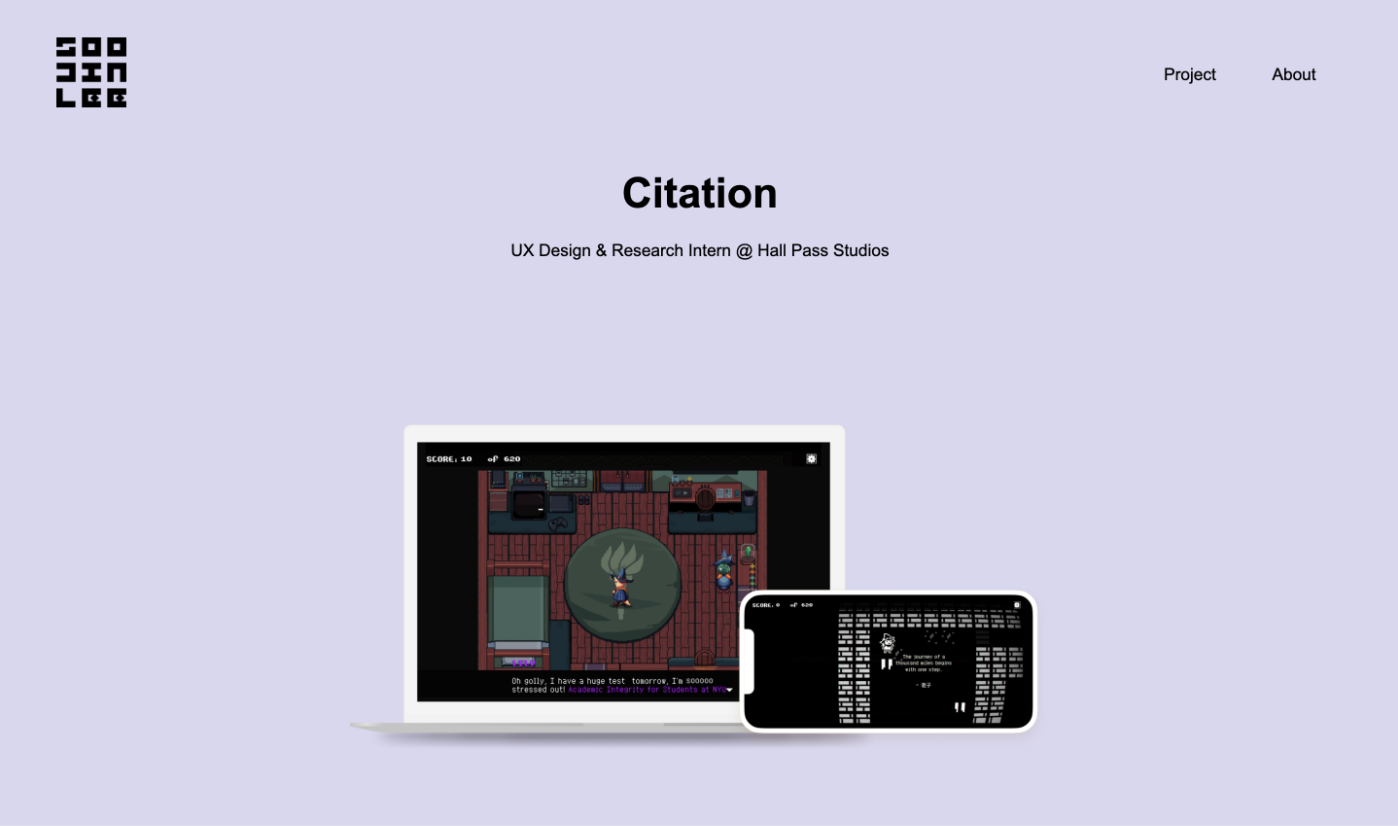 SOO
JIN
LEE
Project
About
Citation
UX Design & Research Intern @ Hall Pass Studios
SCORE: 10 of 620
Oh golly, I have a huge test tomorrow, I'm SOOOOO
stressed out! Academic Integrity for Students at NYU
SCORE: 0 of 620
The journey of a
thousand miles begins
with one step.
- 老子